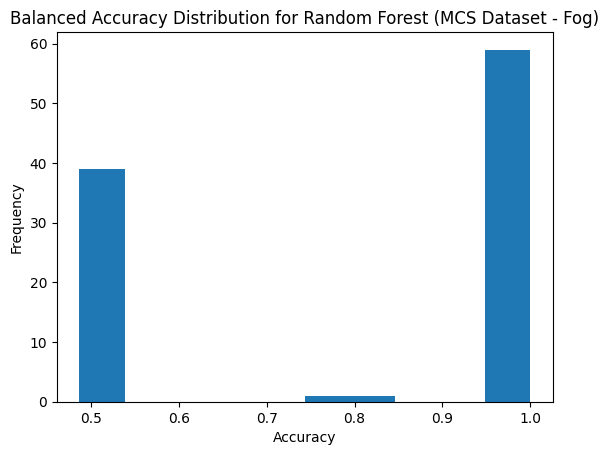 Balanced Accuracy Distribution for Random Forest (MCS Dataset - Fog)
60
50
40
30
20
10
0
Frequency
0.5 0.6 0.7 0.8 0.9 1.0
Accuracy